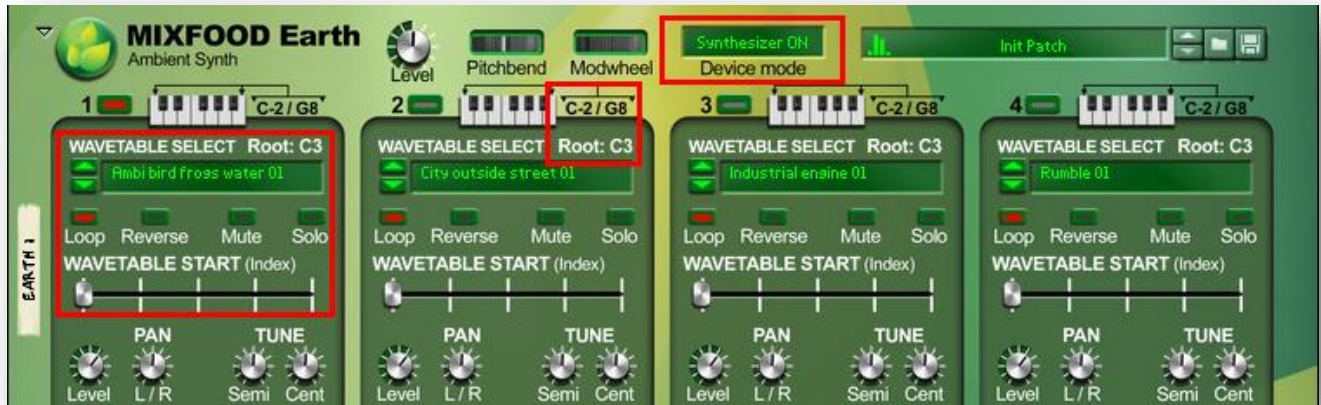 MIXFOOD Earth
Ambient Synth
Level
Pitchbend
Modwheel
Synthesizer ON
Device mode
Init Patch
1
C-2 / G8
WAVETABLE SELECT Root: C3
Ambi bird frogs water 01
Loop Reverse Mute Solo
WAVETABLE START (Index)
PAN TUNE
Level L / R Semi Cent
2
C-2 / G8
WAVETABLE SELECT Root: C3
City outside street 01
Loop Reverse Mute Solo
WAVETABLE START (Index)
PAN TUNE
Level L / R Semi Cent
3
C-2 / G8
WAVETABLE SELECT Root: C3
Industrial engine 01
Loop Reverse Mute Solo
WAVETABLE START (Index)
PAN TUNE
Level L / R Semi Cent
4
C-2 / G8
WAVETABLE SELECT Root: C3
Rumble 01
Loop Reverse Mute Solo
WAVETABLE START (Index)
PAN TUNE
Level L / R Semi Cent
EARTH 1